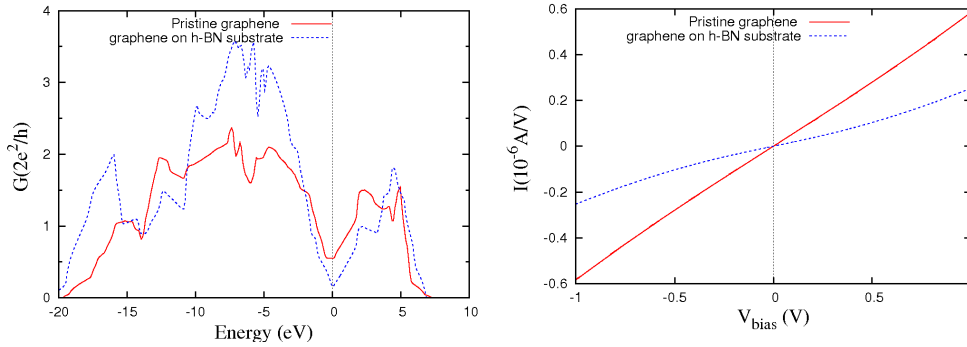 Pristine graphene
graphene on h-BN substrate
4
3
2
1
0
G(2e²/h)
-20
-15
-10
-5
0
5
10
Energy (eV)
Pristine graphene
graphene on h-BN substrate
0.6
0.4
0.2
0
-0.2
-0.4
-0.6
I(10⁻⁶A/V)
-1
-0.5
0
0.5
V_bias (V)